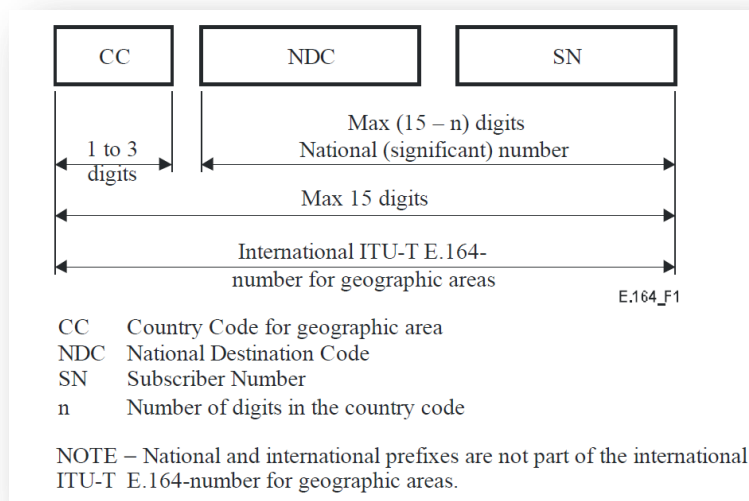 CC NDC SN
Max (15 – n) digits
1 to 3
digits
National (significant) number
Max 15 digits
International ITU-T E.164-
number for geographic areas
E.164_F1
CC Country Code for geographic area
NDC National Destination Code
SN Subscriber Number
n Number of digits in the country code
NOTE – National and international prefixes are not part of the international
ITU-T E.164-number for geographic areas.